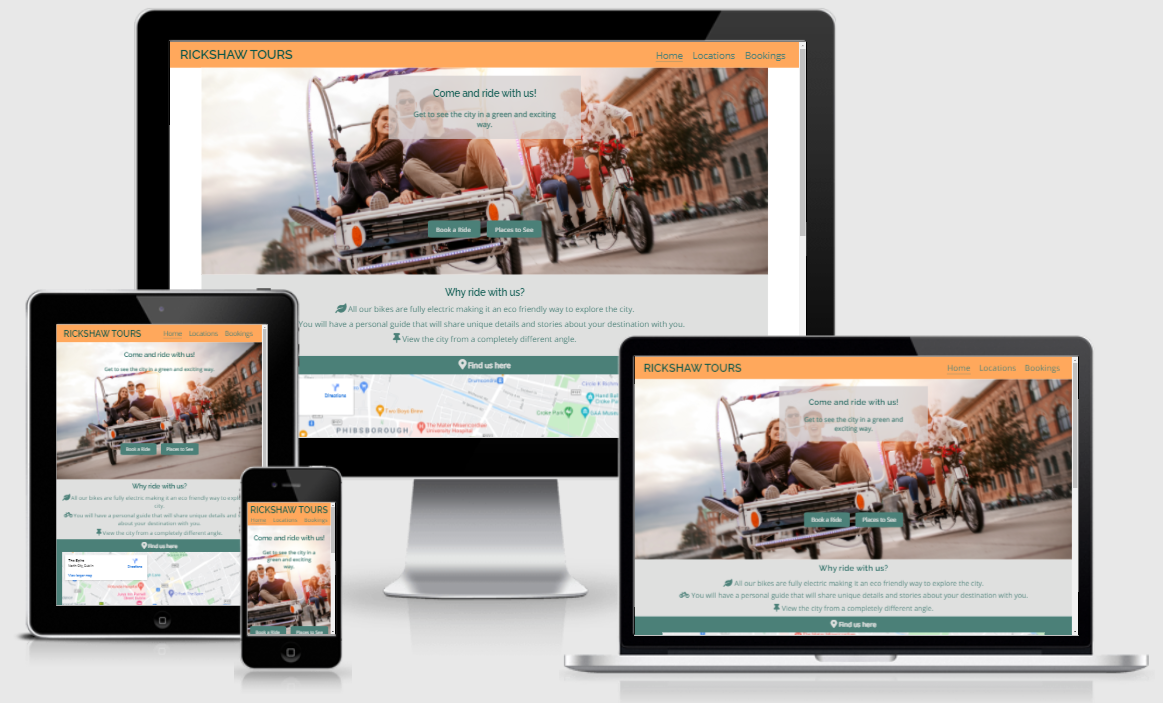 RICKSHAW TOURS
Home Locations Bookings
Come and ride with us!
Get to see the city in a green and exciting
way.
Book a Ride Places to See
Why ride with us?
All our bikes are fully electric making it an eco friendly way to explore the city.
You will have a personal guide that will share unique details and stories about your destination with you.
View the city from a completely different angle.
Find us here
Directions
PHIBSBOROUGH
The Mater Misericordiae
University Hospital
Croke Park
GAA Museum
RICKSHAW TOURS
Home Locations Bookings
Come and ride with us!
Get to see the city in a green and exciting way.
Book a Ride Places to See
Why ride with us?
All our bikes are fully electric making it an eco friendly way to
city.
You will have a personal guide that will share unique details and
about your destination with you.
View the city from a completely different angle.
Find us here
Directions
View larger map
RICKSHAW TOURS
Home Locations Bookings
Come and ride with us!
Get to see the city in a
green and exciting
way.
Book a Ride Places to See
RICKSHAW TOURS
Home Locations Bookings
Come and ride with us!
Get to see the city in a green and
exciting way.
Book a Ride Places to See
Why ride with us?
All our bikes are fully electric making it an eco friendly way to explore the city.
You will have a personal guide that will share unique details and stories about your destination with you.
View the city from a completely different angle.
Find us here